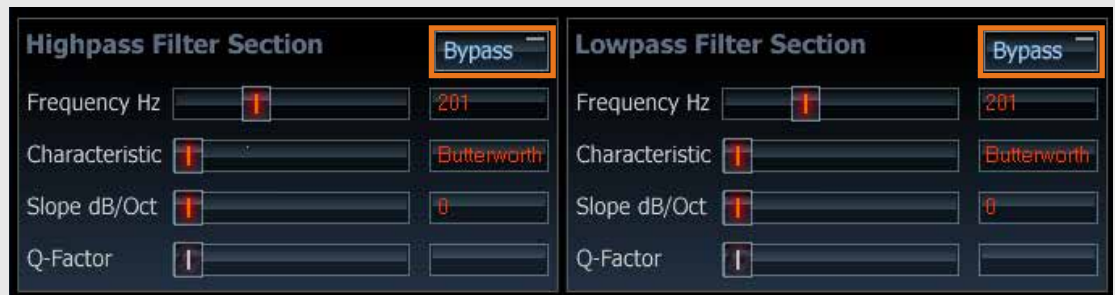 Highpass Filter Section
Bypass
Frequency Hz 201
Characteristic Butterworth
Slope dB/Oct 0
Q-Factor
Lowpass Filter Section
Bypass
Frequency Hz 201
Characteristic Butterworth
Slope dB/Oct 0
Q-Factor